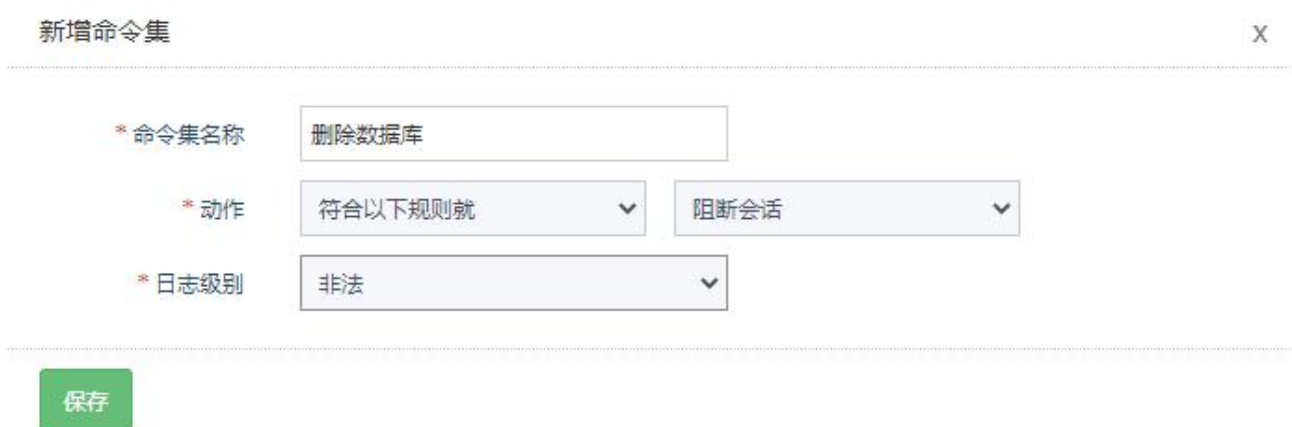 新增命令集 X
* 命令集名称 删除数据库
* 动作 符合以下规则就 阻断会话
* 日志级别 非法
保存